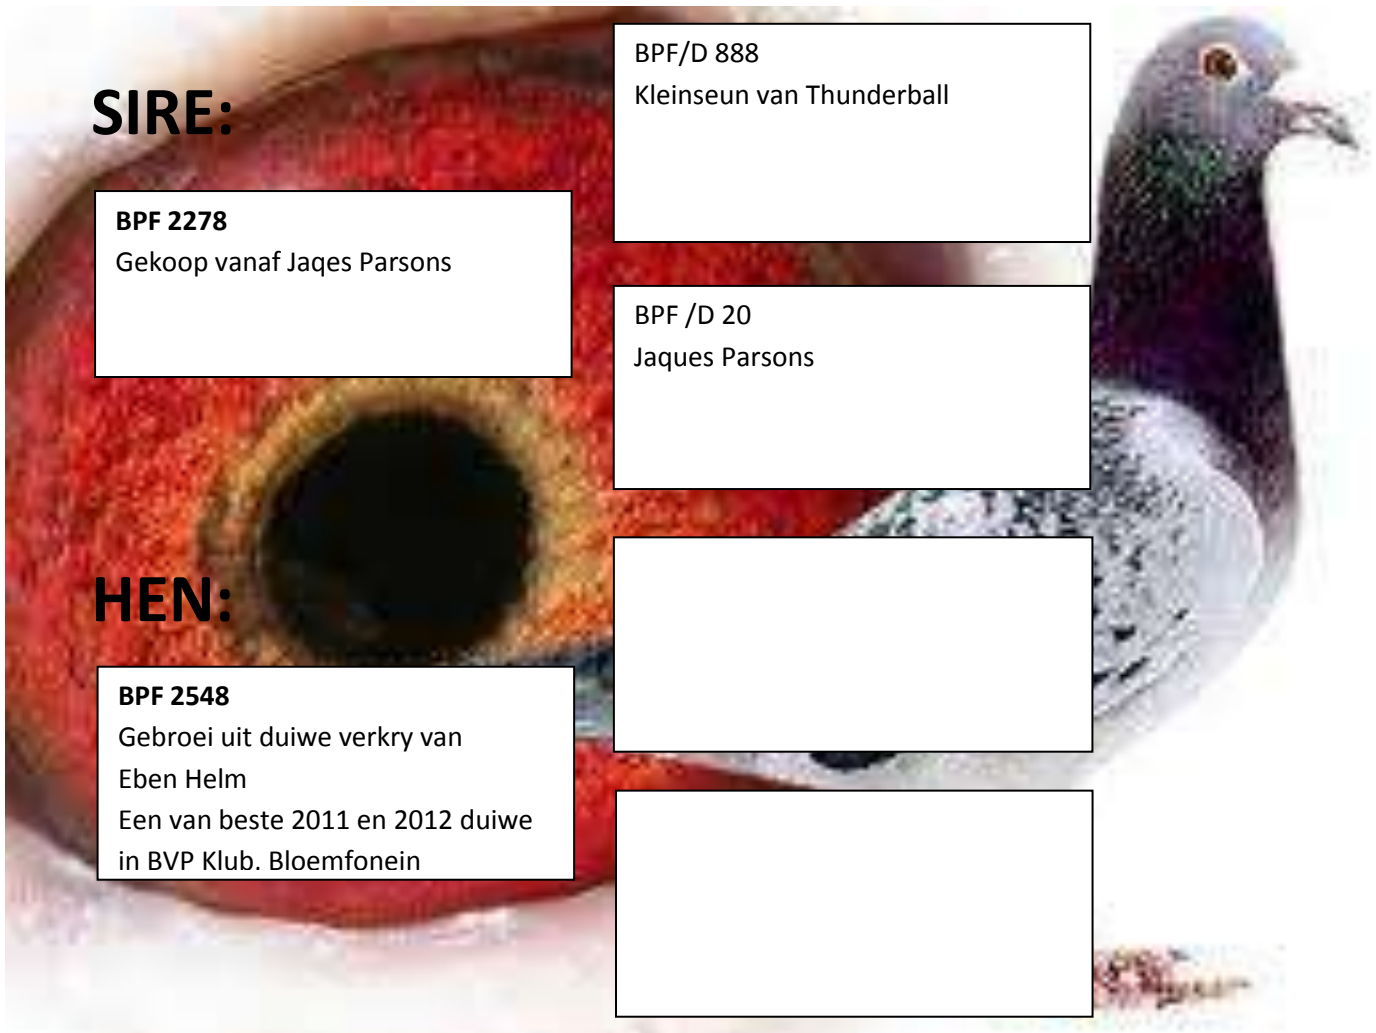 SIRE:
BPF 2278
Gekoop vanaf Jaqes Parsons
BPF/D 888
Kleinseun van Thunderball
BPF /D 20
Jaques Parsons
HEN:
BPF 2548
Gebroei uit duiwe verkry van
Eben Helm
Een van beste 2011 en 2012 duiwe
in BVP Klub. Bloemfonein